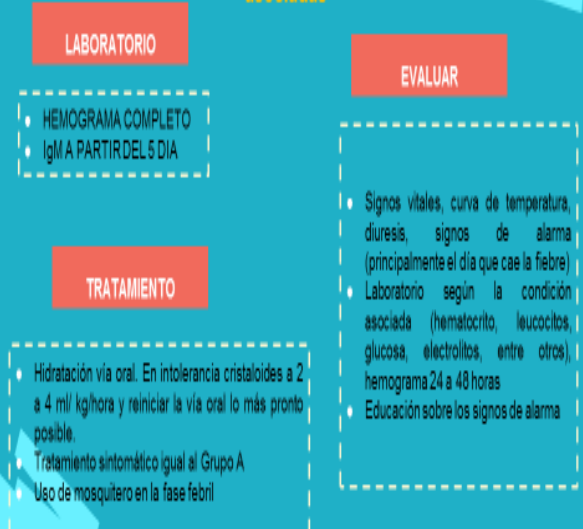 LABORATORIO
• HEMOGRAMA COMPLETO
• IgM A PARTIR DEL 5 DIA
TRATAMIENTO
• Hidratación vía oral. En intolerancia cristaloides a 2
a 4 ml/ kg/hora y reiniciar la vía oral lo más pronto
posible.
• Tratamiento sintomático igual al Grupo A
• Uso de mosquitero en la fase febril
EVALUAR
• Signos vitales, curva de temperatura,
diuresis, signos de alarma
(principalmente el día que cae la fiebre)
• Laboratorio según la condición
asociada (hematocrito, leucocitos,
glucosa, electrolitos, entre otros),
hemograma 24 a 48 horas
• Educación sobre los signos de alarma